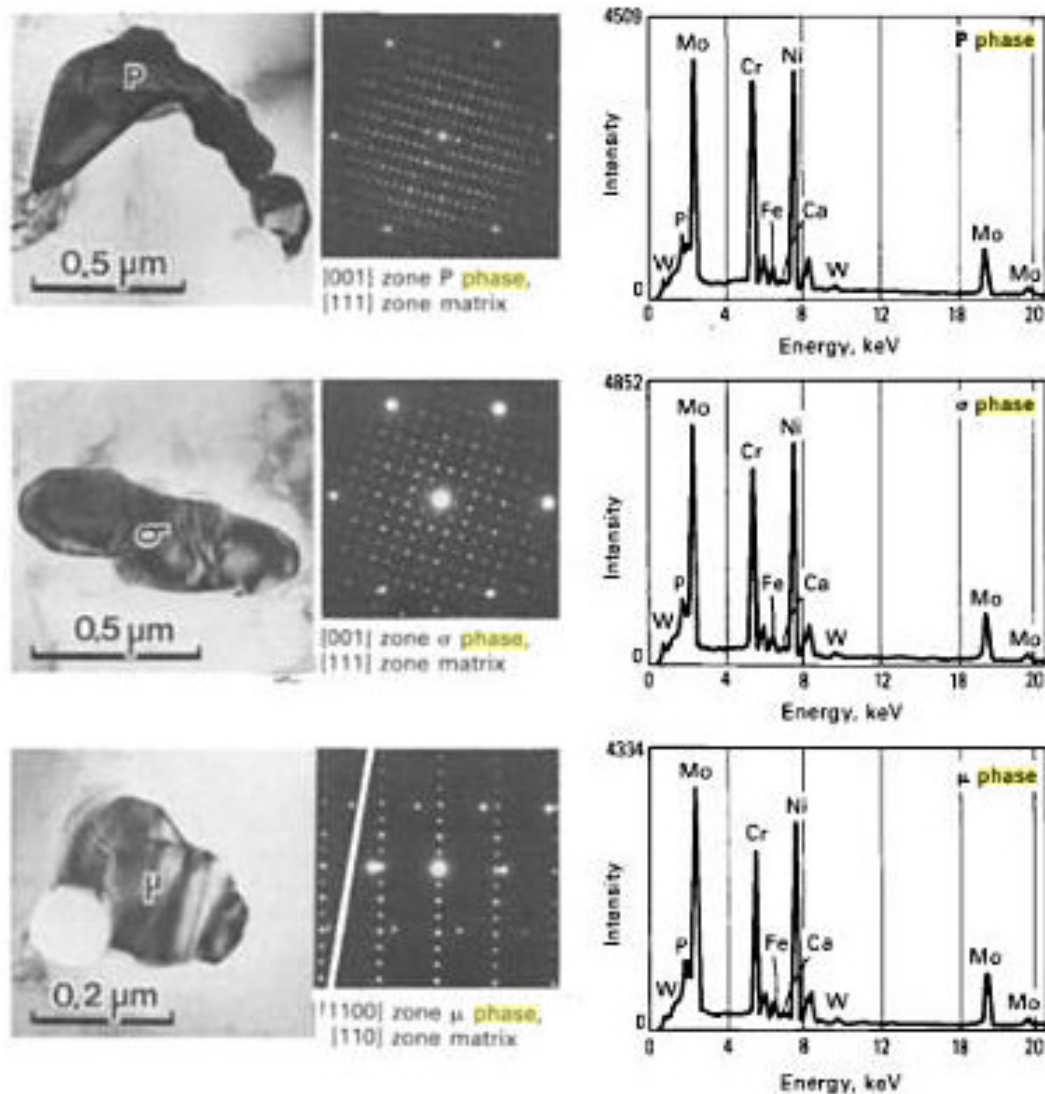 P
0.5 μm
[001] zone P phase,
[111] zone matrix
4509
P phase
Mo
Cr
Ni
Fe
Ca
P
W
W
Mo
Mo
Intensity
0
0 4 8 12 18 20
Energy, keV
σ
0.5 μm
[001] zone σ phase,
[111] zone matrix
4852
σ phase
Mo
Cr
Ni
Fe
Ca
P
W
W
Mo
Mo
Intensity
0
0 4 8 12 18 20
Energy, keV
μ
0.2 μm
[1100] zone μ phase,
[110] zone matrix
4334
μ phase
Mo
Cr
Ni
Fe
Ca
P
W
W
Mo
Mo
Intensity
0
0 4 8 12 18 20
Energy, keV